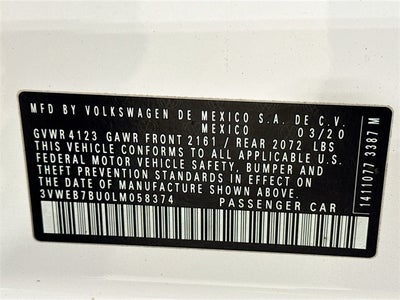 MFD BY VOLKSWAGEN DE MEXICO S.A. DE C.V.
MEXICO 03/20
GVWR 4123 GAWR FRONT 2161 / REAR 2072 LBS
THIS VEHICLE CONFORMS TO ALL APPLICABLE U.S.
FEDERAL MOTOR VEHICLE SAFETY, BUMPER AND
THEFT PREVENTION STANDARDS IN EFFECT ON
THE DATE OF MANUFACTURE SHOWN ABOVE.
3VWEB7BU0LM058374 PASSENGER CAR
1411077 3387 M